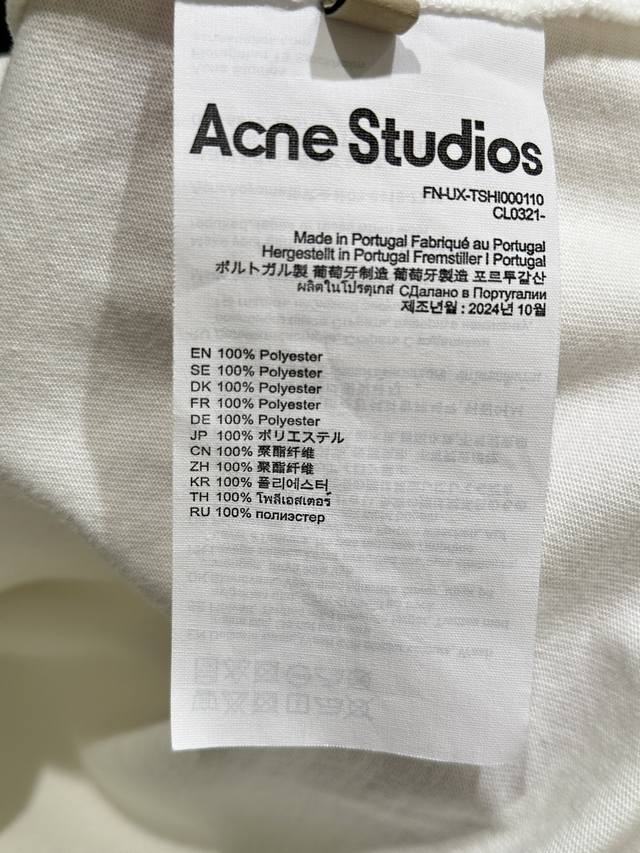 Acne Studios
FN-UX-TSHI000110
CL0321-
Made in Portugal Fabriqué au Portugal
Hergestellt in Portugal Fremstiller I Portugal
ポルトガル製 葡萄牙制造 葡萄牙製造 포르투갈산
ผลิตในโปรตุเกส СДалано в Португалии
제조년월 : 2024년 10월
EN 100% Polyester
SE 100% Polyester
DK 100% Polyester
FR 100% Polyester
DE 100% Polyester
JP 100% ポリエステル
CN 100% 聚酯纤维
ZH 100% 聚酯纤维
KR 100% 폴리에스터
TH 100% โพลีเอสเตอร์
RU 100% полиэстер